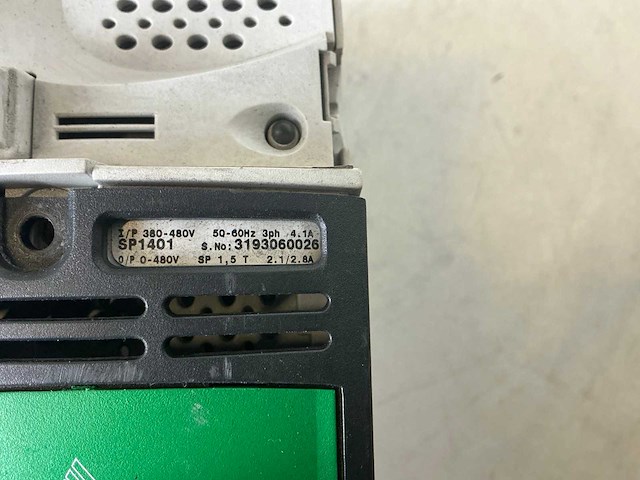 I/P 380-480V 50-60Hz 3ph 4.1A
SP1401 S.No: 3193060026
O/P 0-480V SP 1,5 T 2.1/2.8A